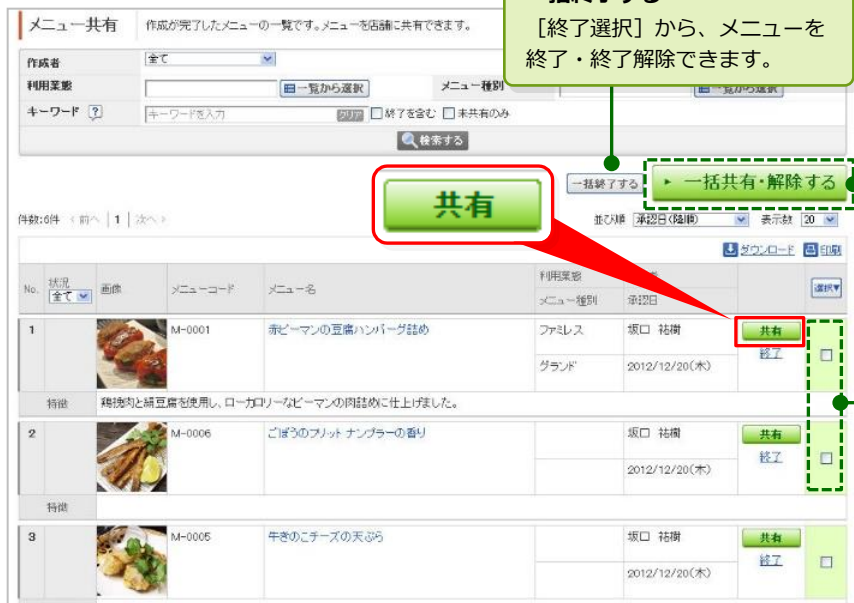 メニュー共有 作成が完了したメニューの一覧です。メニューを店舗に共有できます。
［終了選択］から、メニューを
終了・終了解除できます。
作成者 全て
利用業態 一覧から選択 メニュー種別 一覧から選択
キーワード ? キーワードを入力 クリア 終了を含む 未共有のみ
検索する
一括終了する 一括共有・解除する
共有
件数:6件 前へ 1 次へ 並び順 承認日(降順) 表示数 20
ダウンロード 印刷
No. 状況 全て 画像 メニューコード メニュー名 利用業態 選択▼
メニュー種別 承認日
1 M-0001 赤ピーマンの豆腐ハンバーグ詰め ファミレス 坂口 祐樹 共有
終了
グランド 2012/12/20(木)
特徴 鶏挽肉と絹豆腐を使用し、ローカロリーなピーマンの肉詰めに仕上げました。
2 M-0006 ごぼうのフリット ナンプラーの香り 坂口 祐樹 共有
終了
2012/12/20(木)
特徴
3 M-0005 牛きのこチーズの天ぷら 坂口 祐樹 共有
終了
2012/12/20(木)